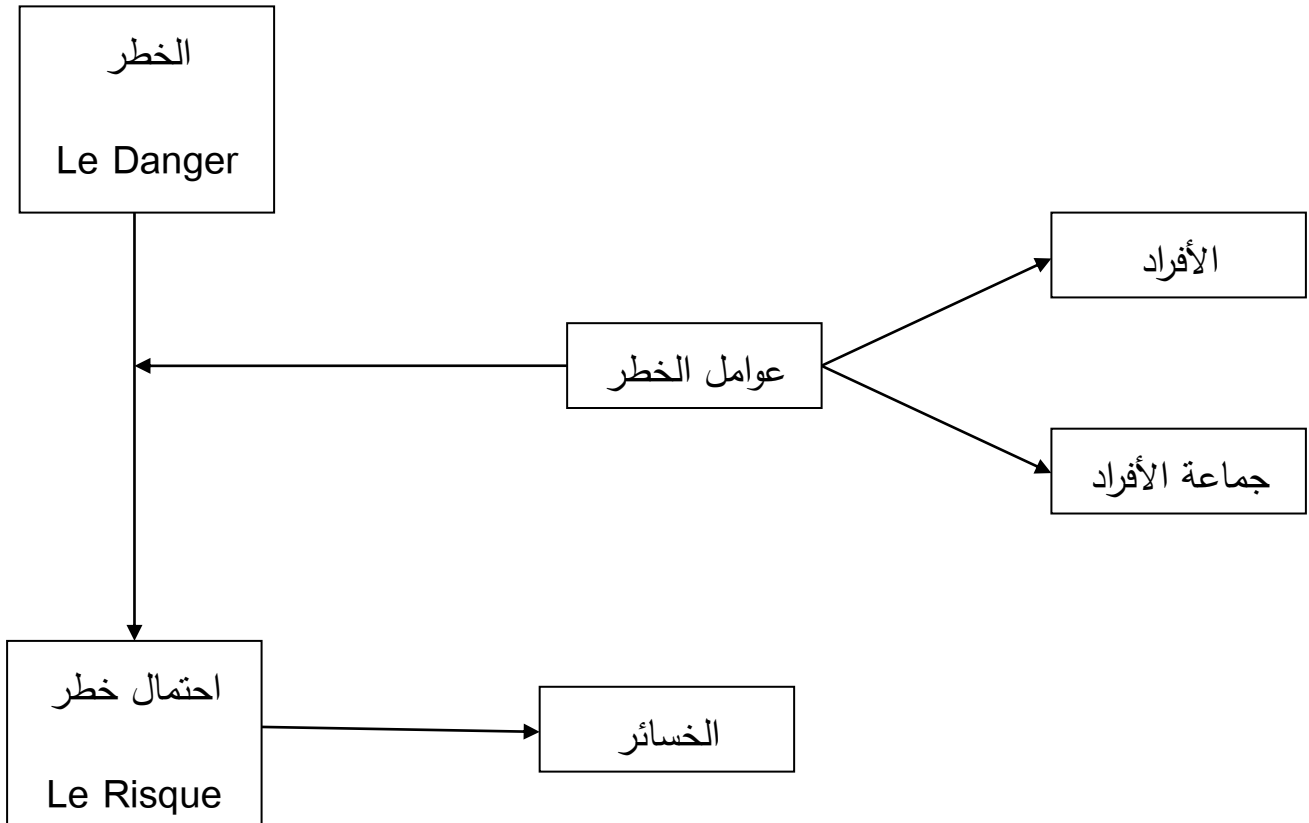 الخطر
Le Danger
الأفراد
عوامل الخطر
جماعة الأفراد
احتمال خطر
Le Risque
الخسائر